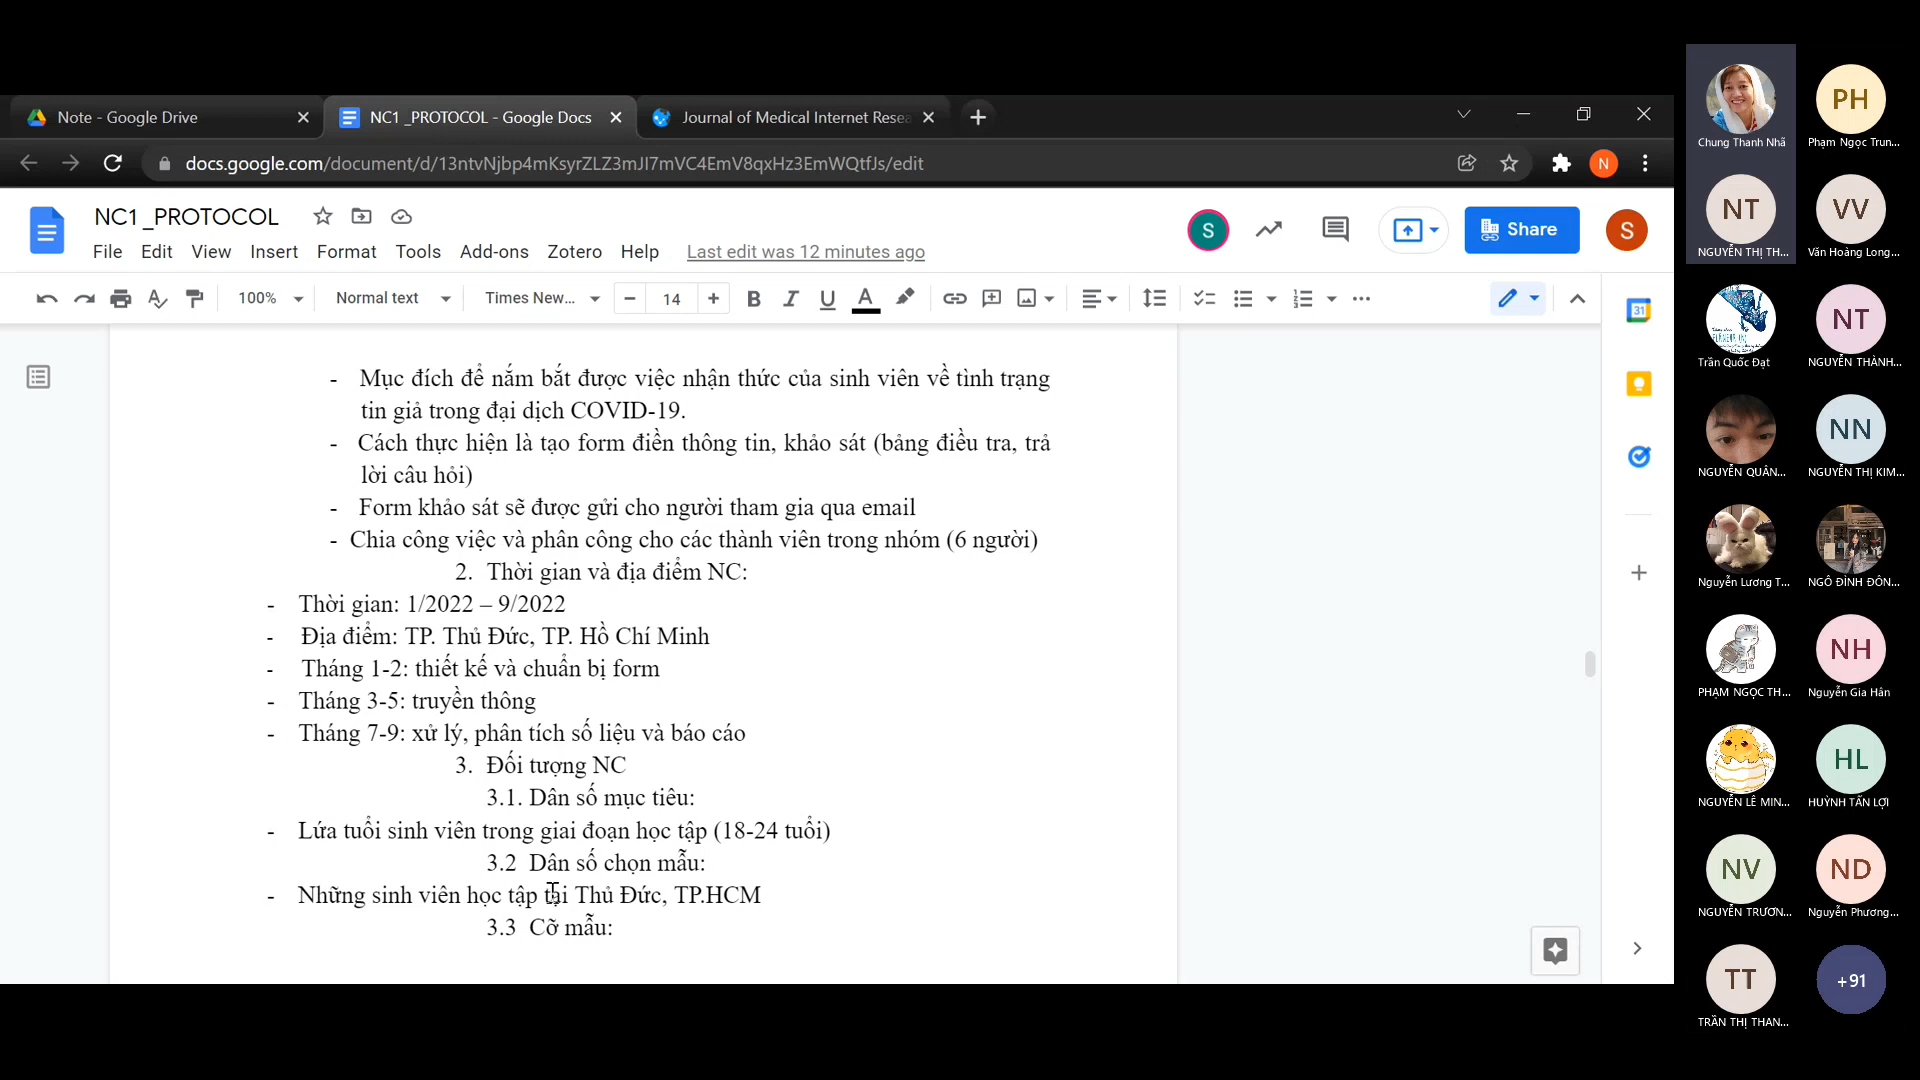 Note - Google Drive
NC1 _PROTOCOL - Google Docs
Journal of Medical Internet Resea
docs.google.com/document/d/13ntvNjbp4mKsyrZLZ3mJI7mVC4EmV8qxHz3EmWQtfJs/edit
N
NC1 _PROTOCOL
File Edit View Insert Format Tools Add-ons Zotero Help Last edit was 12 minutes ago
S
Share
S
100% Normal text Times New... 14
31
- Mục đích để nắm bắt được việc nhận thức của sinh viên về tình trạng
tin giả trong đại dịch COVID-19.
- Cách thực hiện là tạo form điền thông tin, khảo sát (bảng điều tra, trả
lời câu hỏi)
- Form khảo sát sẽ được gửi cho người tham gia qua email
- Chia công việc và phân công cho các thành viên trong nhóm (6 người)
2. Thời gian và địa điểm NC:
- Thời gian: 1/2022 – 9/2022
- Địa điểm: TP. Thủ Đức, TP. Hồ Chí Minh
- Tháng 1-2: thiết kế và chuẩn bị form
- Tháng 3-5: truyền thông
- Tháng 7-9: xử lý, phân tích số liệu và báo cáo
3. Đối tượng NC
3.1. Dân số mục tiêu:
- Lứa tuổi sinh viên trong giai đoạn học tập (18-24 tuổi)
3.2 Dân số chọn mẫu:
- Những sinh viên học tập tại Thủ Đức, TP.HCM
3.3 Cỡ mẫu:
Chung Thanh Nhã
PH
Phạm Ngọc Trun...
NT
NGUYỄN THỊ TH...
VV
Văn Hoàng Long...
Trần Quốc Đạt
NT
NGUYỄN THÀNH...
NGUYỄN QUÂN...
NN
NGUYỄN THỊ KIM...
Nguyễn Lương T...
NGÔ ĐÌNH ĐÔN...
PHẠM NGỌC TH...
NH
Nguyễn Gia Hân
NGUYỄN LÊ MIN...
HL
HUỲNH TẤN LỢI
NV
NGUYỄN TRƯƠN...
ND
Nguyễn Phương...
TT
TRẦN THỊ THAN...
+91